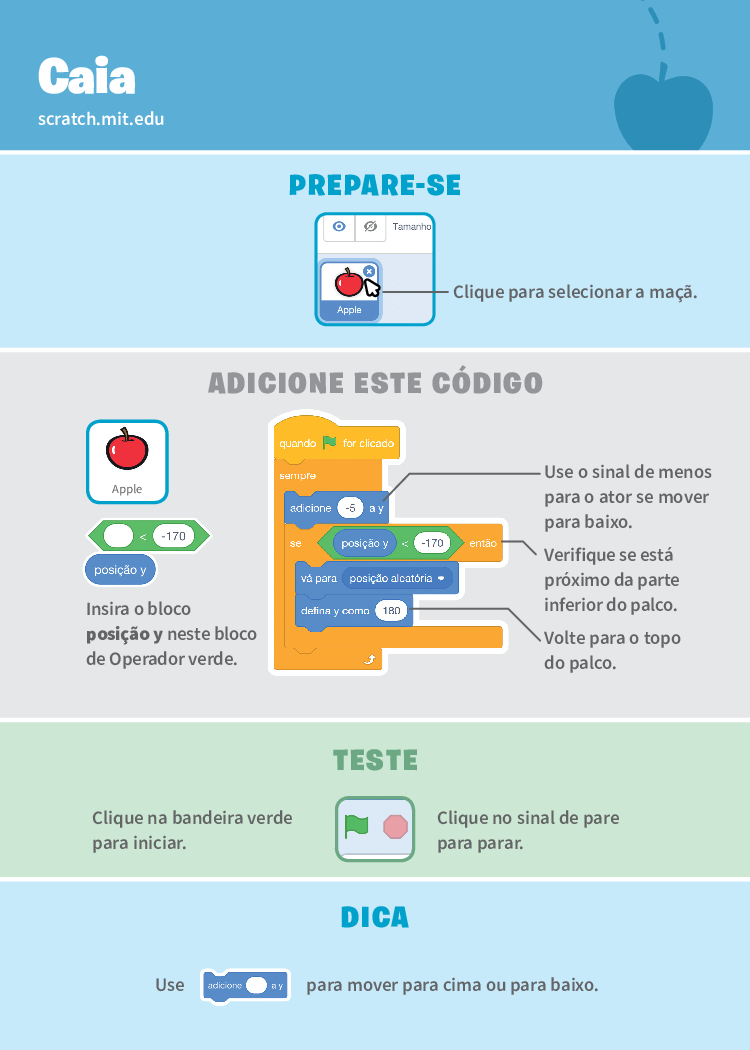 Caia
scratch.mit.edu
PREPARE-SE
Tamanho
Apple
Clique para selecionar a maçã.
ADICIONE ESTE CÓDIGO
Apple
< -170
posição y
Insira o bloco
posição y neste bloco
de Operador verde.
quando for clicado
sempre
adicione -5 a y
se posição y < -170 então
vá para posição aleatória
defina y como 180
Use o sinal de menos
para o ator se mover
para baixo.
Verifique se está
próximo da parte
inferior do palco.
Volte para o topo
do palco.
TESTE
Clique na bandeira verde
para iniciar.
Clique no sinal de pare
para parar.
DICA
Use adicione a y para mover para cima ou para baixo.